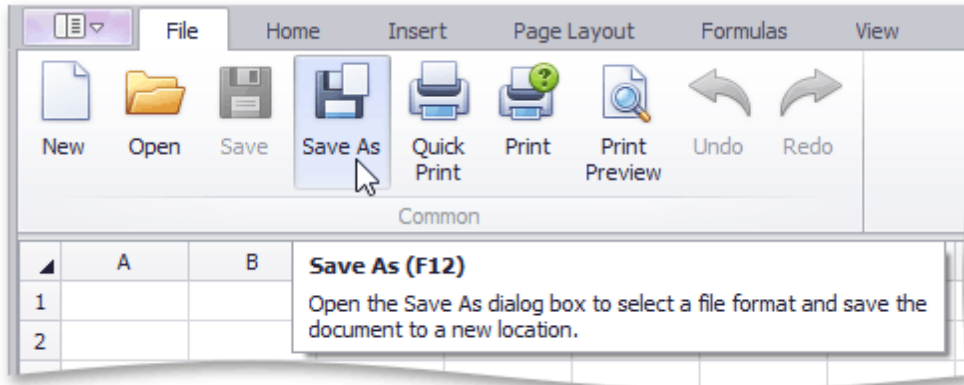 File Home Insert Page Layout Formulas View
New Open Save Save As Quick Print Print Print Preview Undo Redo
Common
A B
Save As (F12)
1
Open the Save As dialog box to select a file format and save the
document to a new location.
2